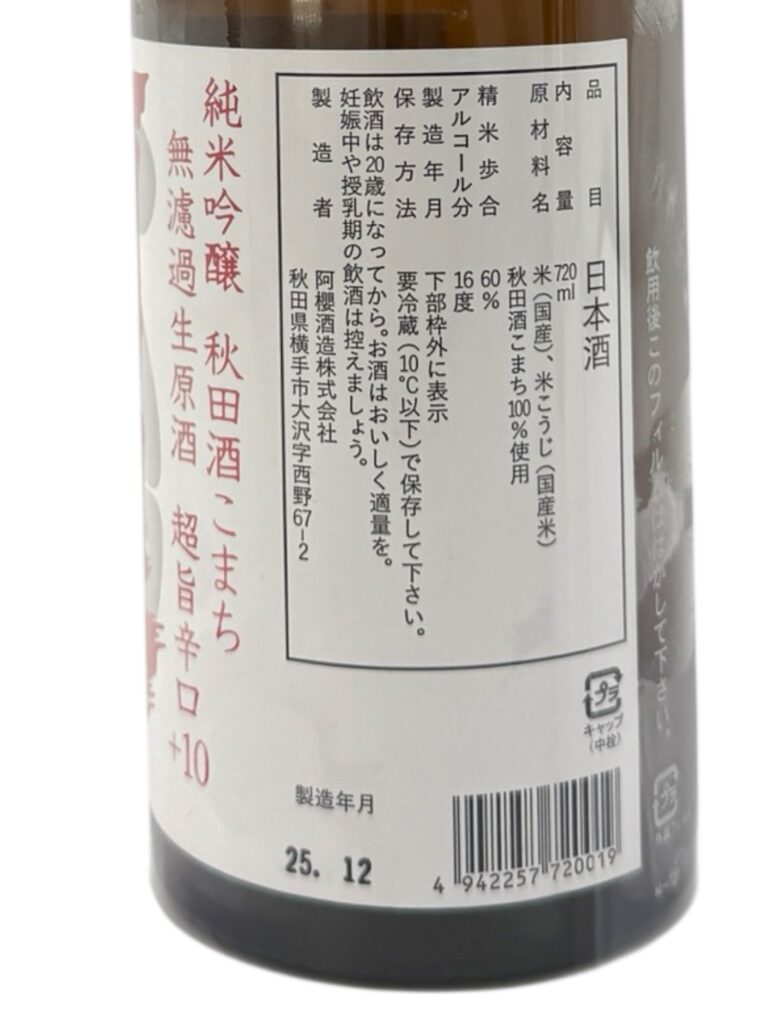 品目 日本酒
内容量 720ml
原材料名 米(国産)、米こうじ(国産米)
秋田酒こまち100%使用
精米歩合 60%
アルコール分 16度
製造年月 下部枠外に表示
保存方法 要冷蔵(10℃以下)で保存して下さい。
飲酒は20歳になってから。お酒はおいしく適量を。
妊娠中や授乳期の飲酒は控えましょう。
製造者 阿櫻酒造株式会社
秋田県横手市大沢字西野67-2
純米吟醸 秋田酒こまち
無濾過生原酒 超旨辛口+10
プラ
キャップ
(中栓)
製造年月
25. 12
4 942257 720019
飲用後このフィルムははがして下さい。